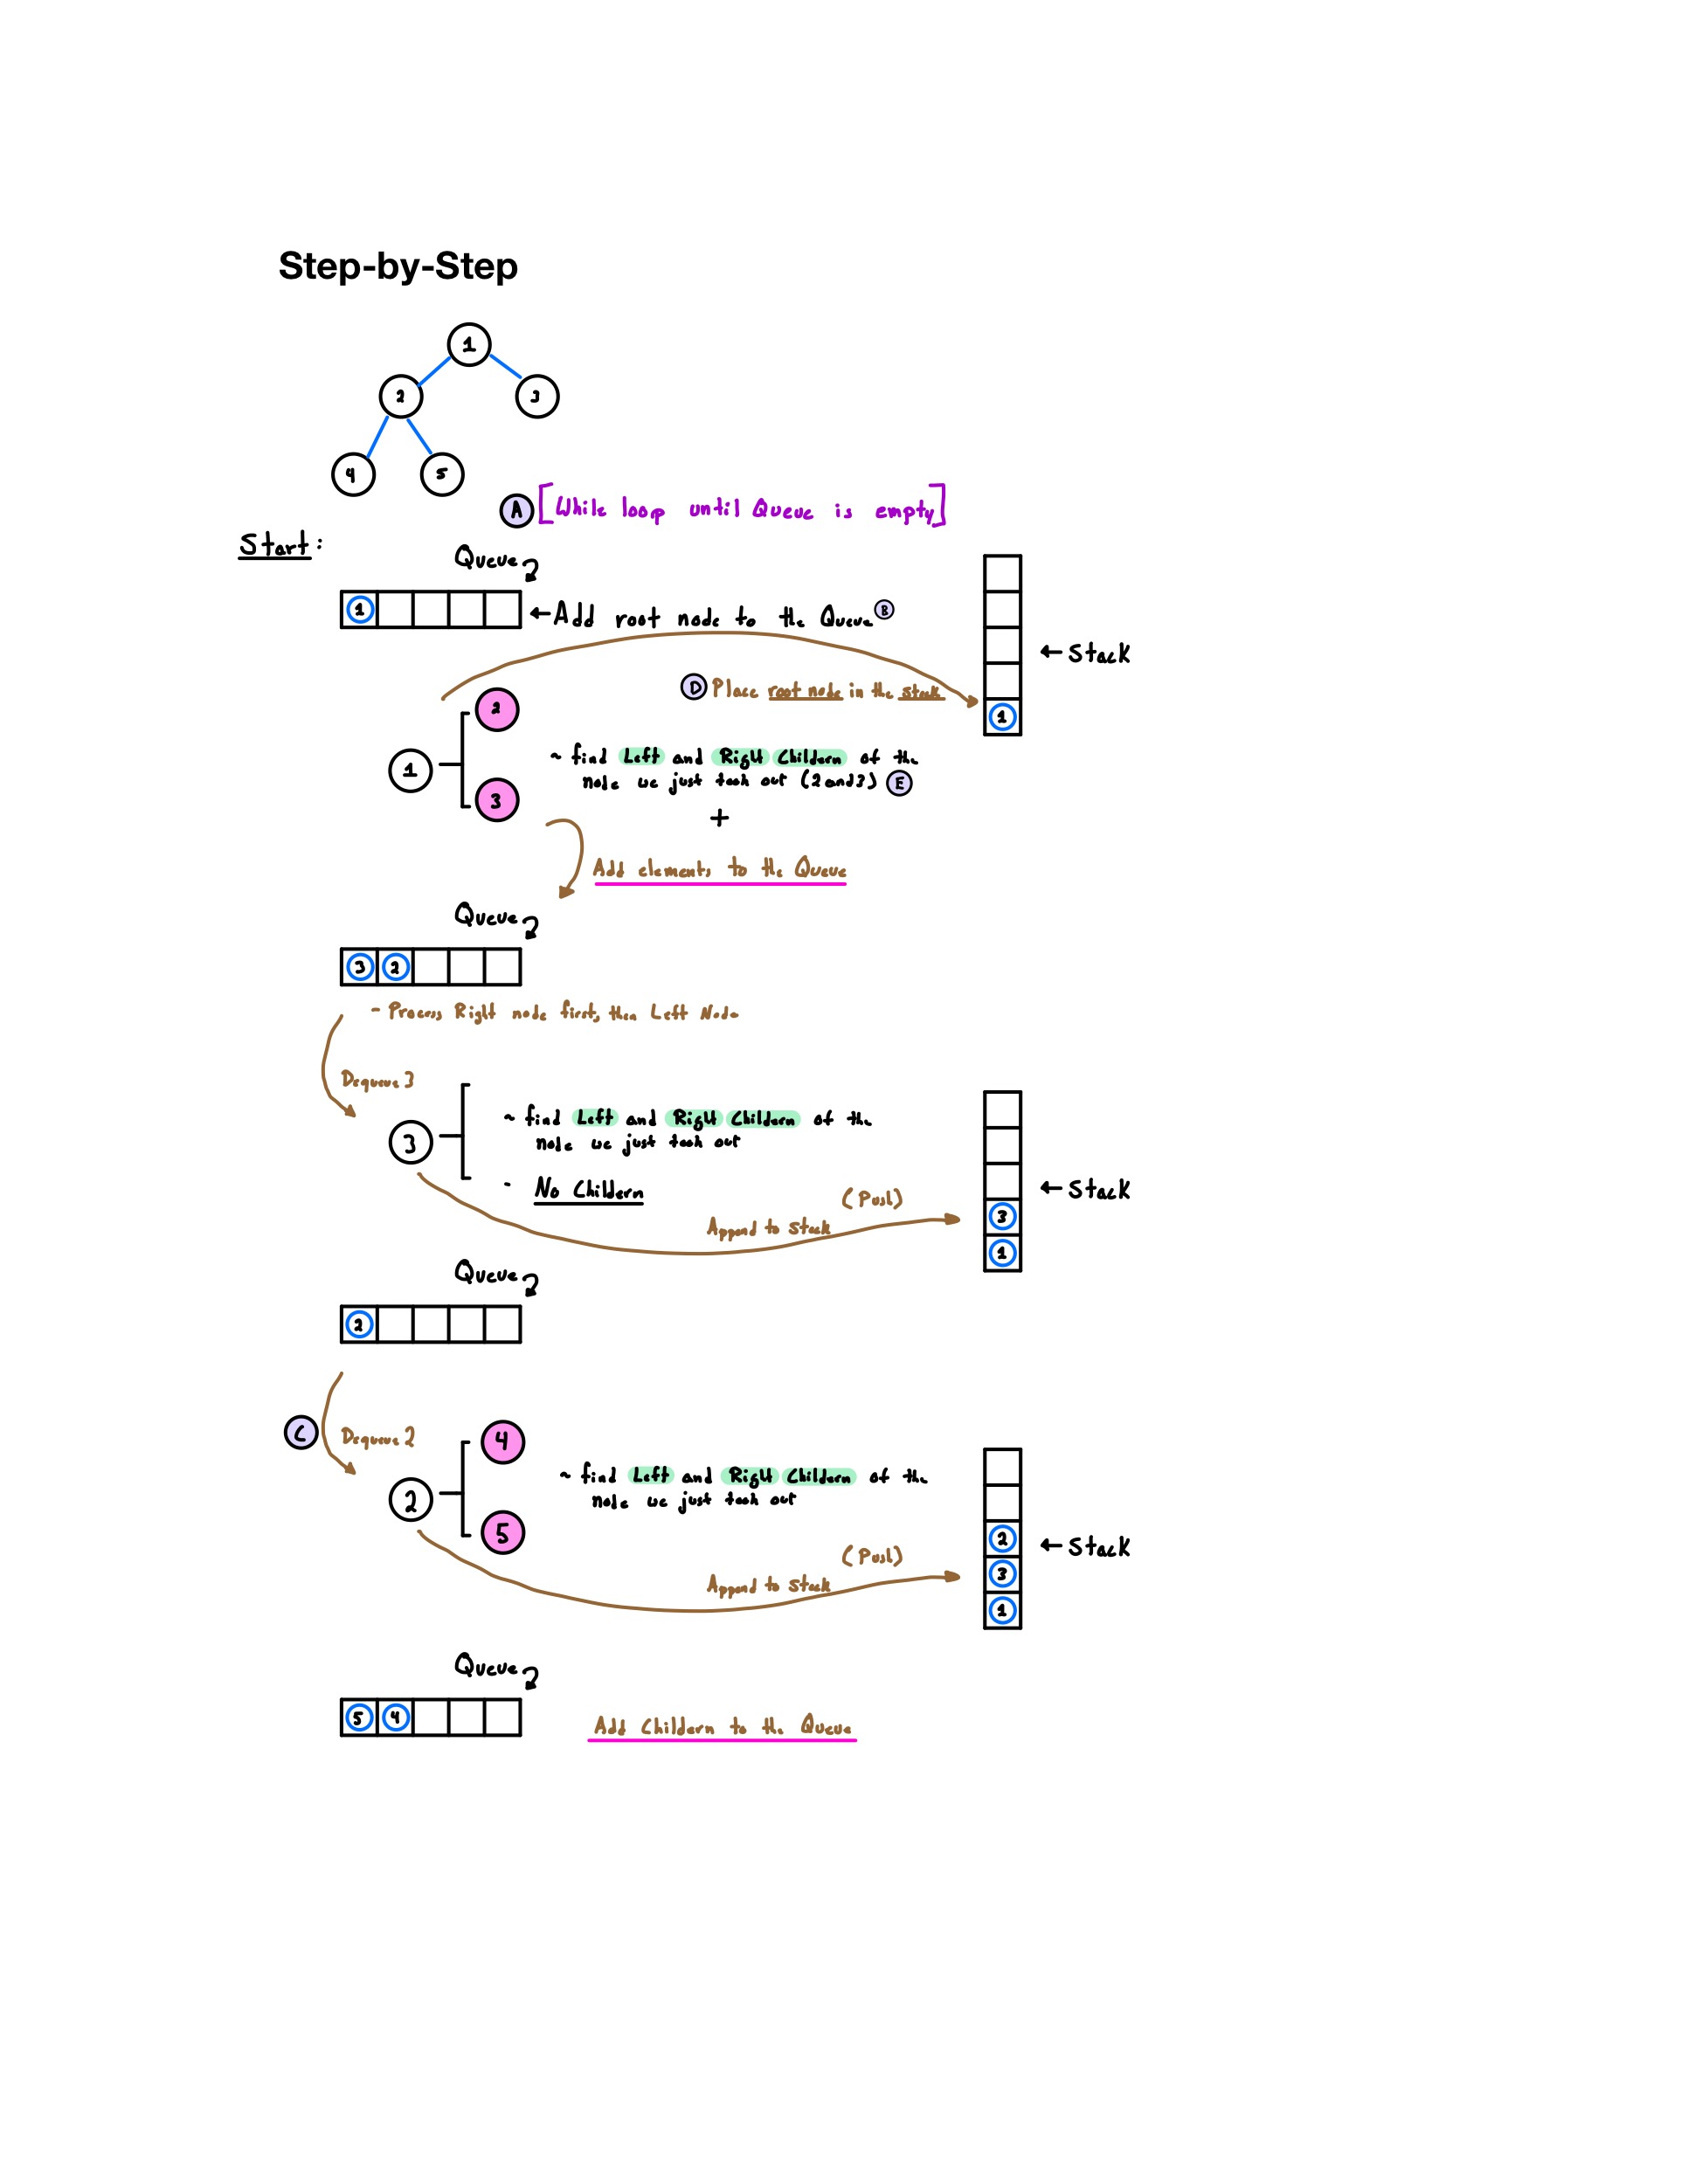 Step-by-Step
1
2 3
4 5
A [While loop until Queue is empty]
Start:
Queue
1
←Add root node to the Queue B
← Stack
D Place root node in the stack
1
2
1
3
~ find Left and Right Childern of the
node we just took out (2 and 3) E
+
Add elements to the Queue
Queue
3 2
- Process Right node first, then Left Node
Dequeue 3
3
~ find Left and Right Childern of the
node we just took out
- No Childern
(Push)
Append to stack
← Stack
3
1
Queue
2
C Dequeue 2
4
2
5
~ find Left and Right Childern of the
node we just took out
(Push)
Append to stack
← Stack
2
3
1
Queue
5 4
Add Childern to the Queue